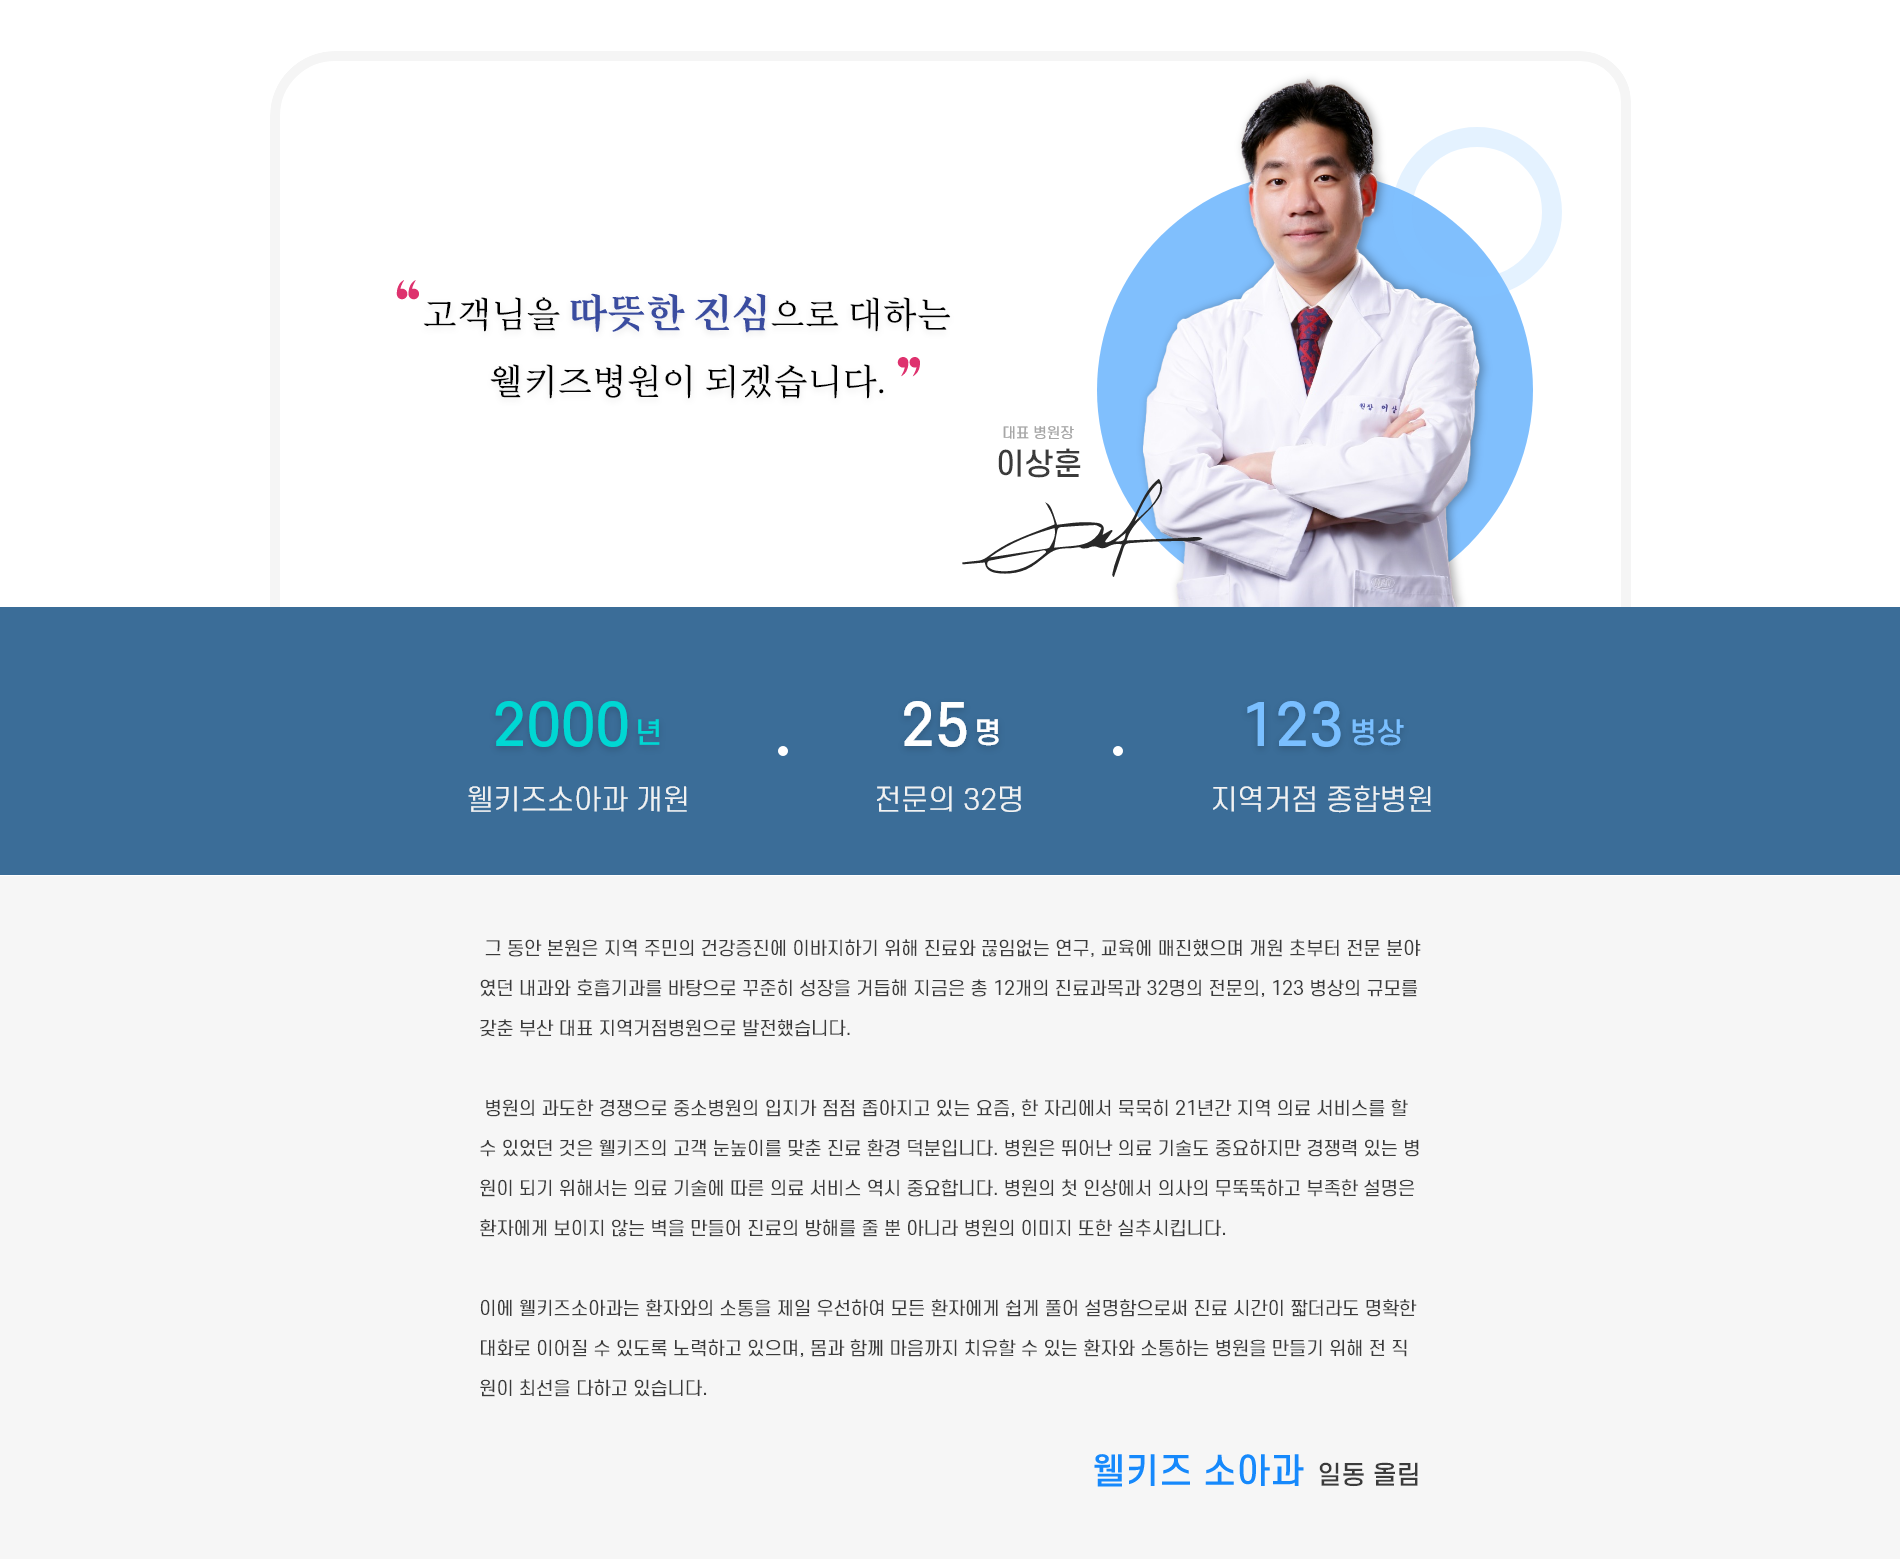 “고객님을 따뜻한 진심으로 대하는
웰키즈병원이 되겠습니다.”
대표 병원장
이상훈
원장 이상
2000 년
웰키즈소아과 개원
25 명
전문의 32명
123 병상
지역거점 종합병원
그 동안 본원은 지역 주민의 건강증진에 이바지하기 위해 진료와 끊임없는 연구, 교육에 매진했으며 개원 초부터 전문 분야
였던 내과와 호흡기과를 바탕으로 꾸준히 성장을 거듭해 지금은 총 12개의 진료과목과 32명의 전문의, 123 병상의 규모를
갖춘 부산 대표 지역거점병원으로 발전했습니다.
병원의 과도한 경쟁으로 중소병원의 입지가 점점 좁아지고 있는 요즘, 한 자리에서 묵묵히 21년간 지역 의료 서비스를 할
수 있었던 것은 웰키즈의 고객 눈높이를 맞춘 진료 환경 덕분입니다. 병원은 뛰어난 의료 기술도 중요하지만 경쟁력 있는 병
원이 되기 위해서는 의료 기술에 따른 의료 서비스 역시 중요합니다. 병원의 첫 인상에서 의사의 무뚝뚝하고 부족한 설명은
환자에게 보이지 않는 벽을 만들어 진료의 방해를 줄 뿐 아니라 병원의 이미지 또한 실추시킵니다.
이에 웰키즈소아과는 환자와의 소통을 제일 우선하여 모든 환자에게 쉽게 풀어 설명함으로써 진료 시간이 짧더라도 명확한
대화로 이어질 수 있도록 노력하고 있으며, 몸과 함께 마음까지 치유할 수 있는 환자와 소통하는 병원을 만들기 위해 전 직
원이 최선을 다하고 있습니다.
웰키즈 소아과 일동 올림